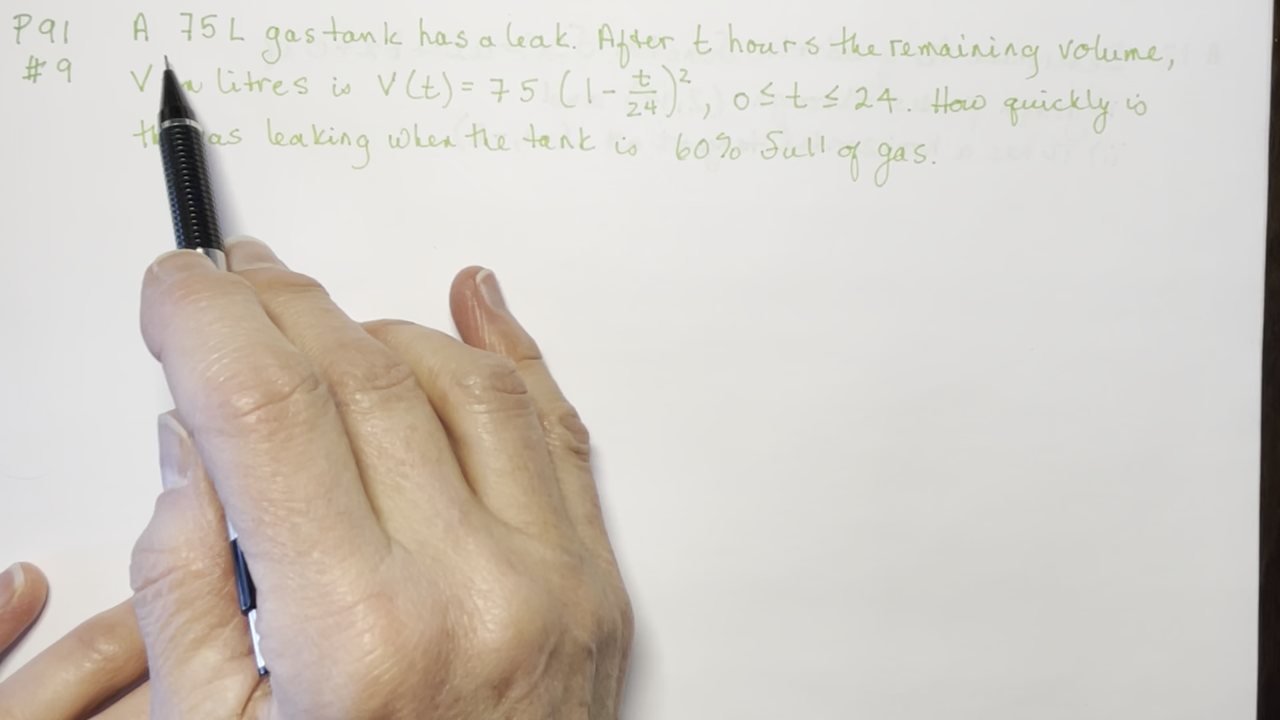 P91 A 75L gas tank has a leak. After t hours the remaining volume,
#9 V litres is V(t) = 75 (1 - t/24)², 0 ≤ t ≤ 24. How quickly is
leaking when the tank is 60% full of gas.